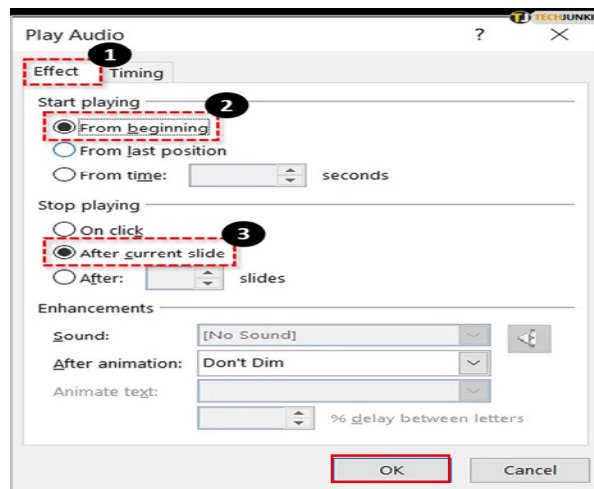 TJ TECHJUNKI
Play Audio ? ×
1
Effect Timing
Start playing
2
From beginning
From last position
From time: seconds
Stop playing
On click
3
After current slide
After: slides
Enhancements
Sound: [No Sound]
After animation: Don't Dim
Animate text:
% delay between letters
OK Cancel